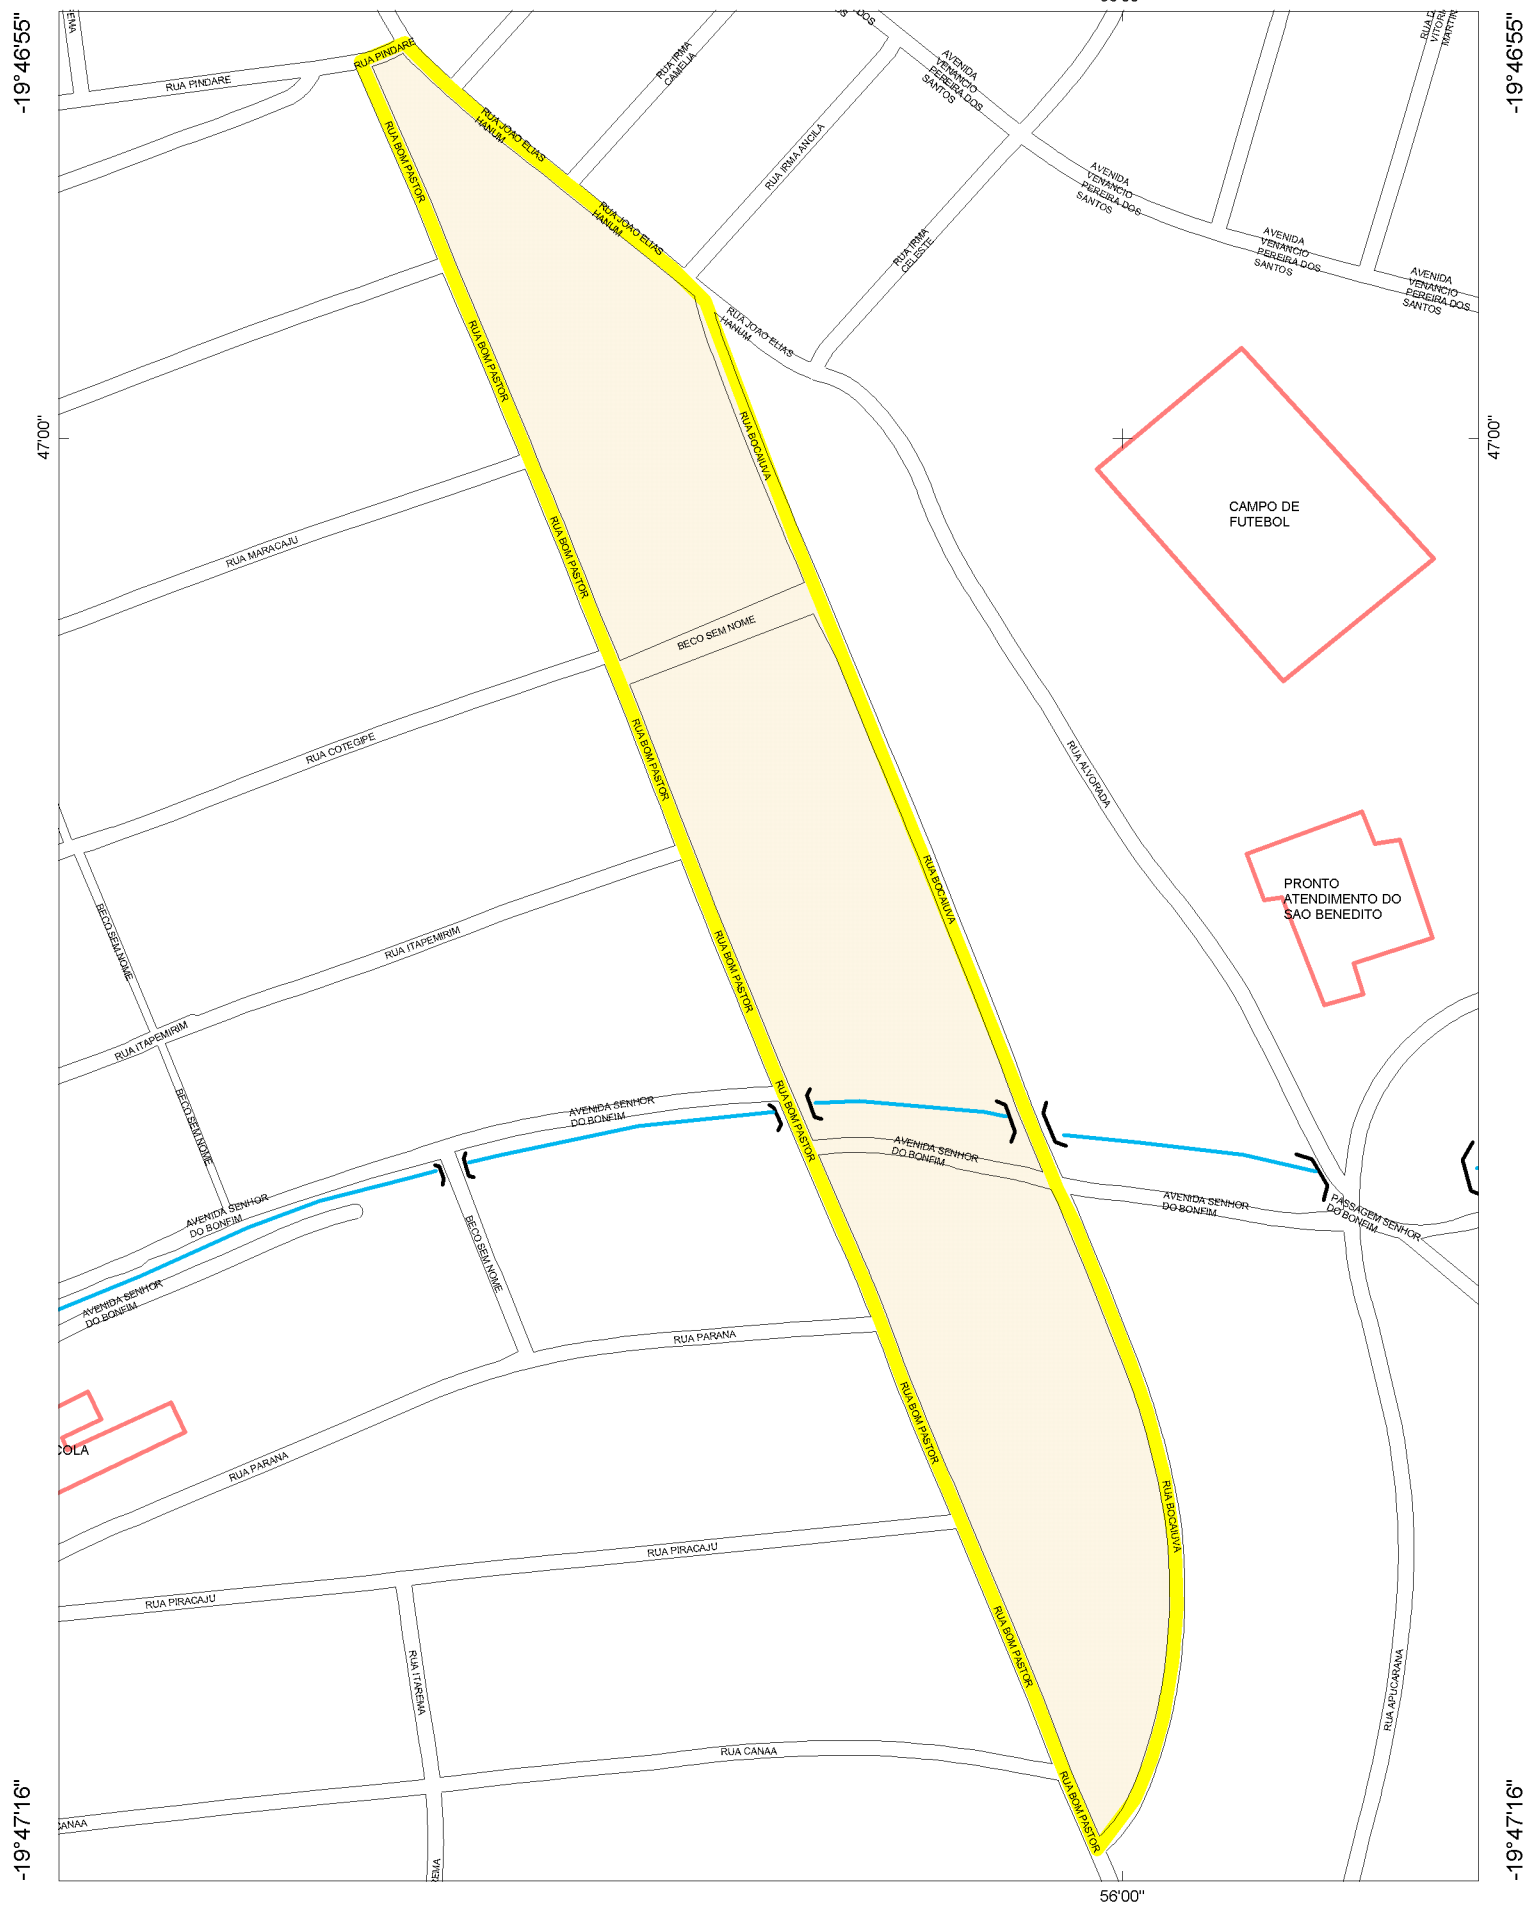 -19°46'55"
-19°46'55"
RUA PINDARE
RUA PINDARE
RUA IRMA
CAMELIA
AVENIDA
VENANCIO
PEREIRA DOS
SANTOS
VITORIA
MARTIN
RUA JOAO ELIAS
HANUM
RUA BOM PASTOR
RUA IRMA ANCILA
AVENIDA
VENANCIO
PEREIRA DOS
SANTOS
RUA JOAO ELIAS
HANUM
RUA IRMA
CELESTE
AVENIDA
VENANCIO
PEREIRA DOS
SANTOS
AVENIDA
VENANCIO
PEREIRA DOS
SANTOS
RUA JOAO ELIAS
HANUM
RUA BOM PASTOR
47'00"
47'00"
RUA BOCAIUVA
CAMPO DE
FUTEBOL
RUA MARACAJU
RUA BOM PASTOR
BECO SEM NOME
RUA COTEGIPE
RUA BOM PASTOR
RUA ALVORADA
RUA BOCAIUVA
PRONTO
ATENDIMENTO DO
SAO BENEDITO
BECO SEM NOME
RUA ITAPEMIRIM
RUA BOM PASTOR
RUA ITAPEMIRIM
BECO SEM NOME
AVENIDA SENHOR
DO BONFIM
RUA BOM PASTOR
AVENIDA SENHOR
DO BONFIM
AVENIDA SENHOR
DO BONFIM
AVENIDA SENHOR
DO BONFIM
PASSAGEM SENHOR
DO BONFIM
BECO SEM NOME
AVENIDA SENHOR
DO BONFIM
RUA PARANA
RUA BOM PASTOR
COLA
RUA PARANA
RUA BOCAIUVA
RUA PIRACAJU
RUA PIRACAJU
RUA BOM PASTOR
RUA ITAREMA
RUA APUCARANA
RUA CANAA
RUA BOM PASTOR
CANAA
REMA
-19°47'16"
-19°47'16"
56'00"